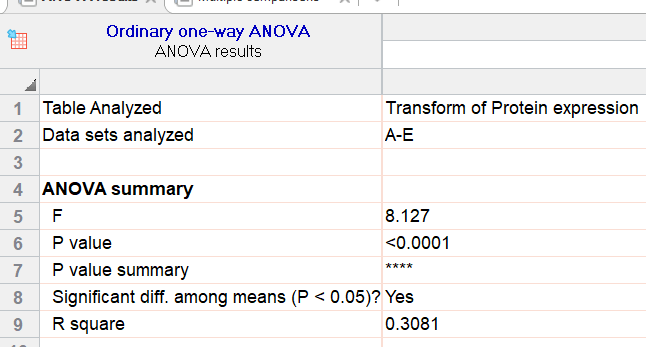 Ordinary one-way ANOVA
ANOVA results
1 Table Analyzed Transform of Protein expression
2 Data sets analyzed A-E
3
4 ANOVA summary
5 F 8.127
6 P value <0.0001
7 P value summary ****
8 Significant diff. among means (P < 0.05)? Yes
9 R square 0.3081